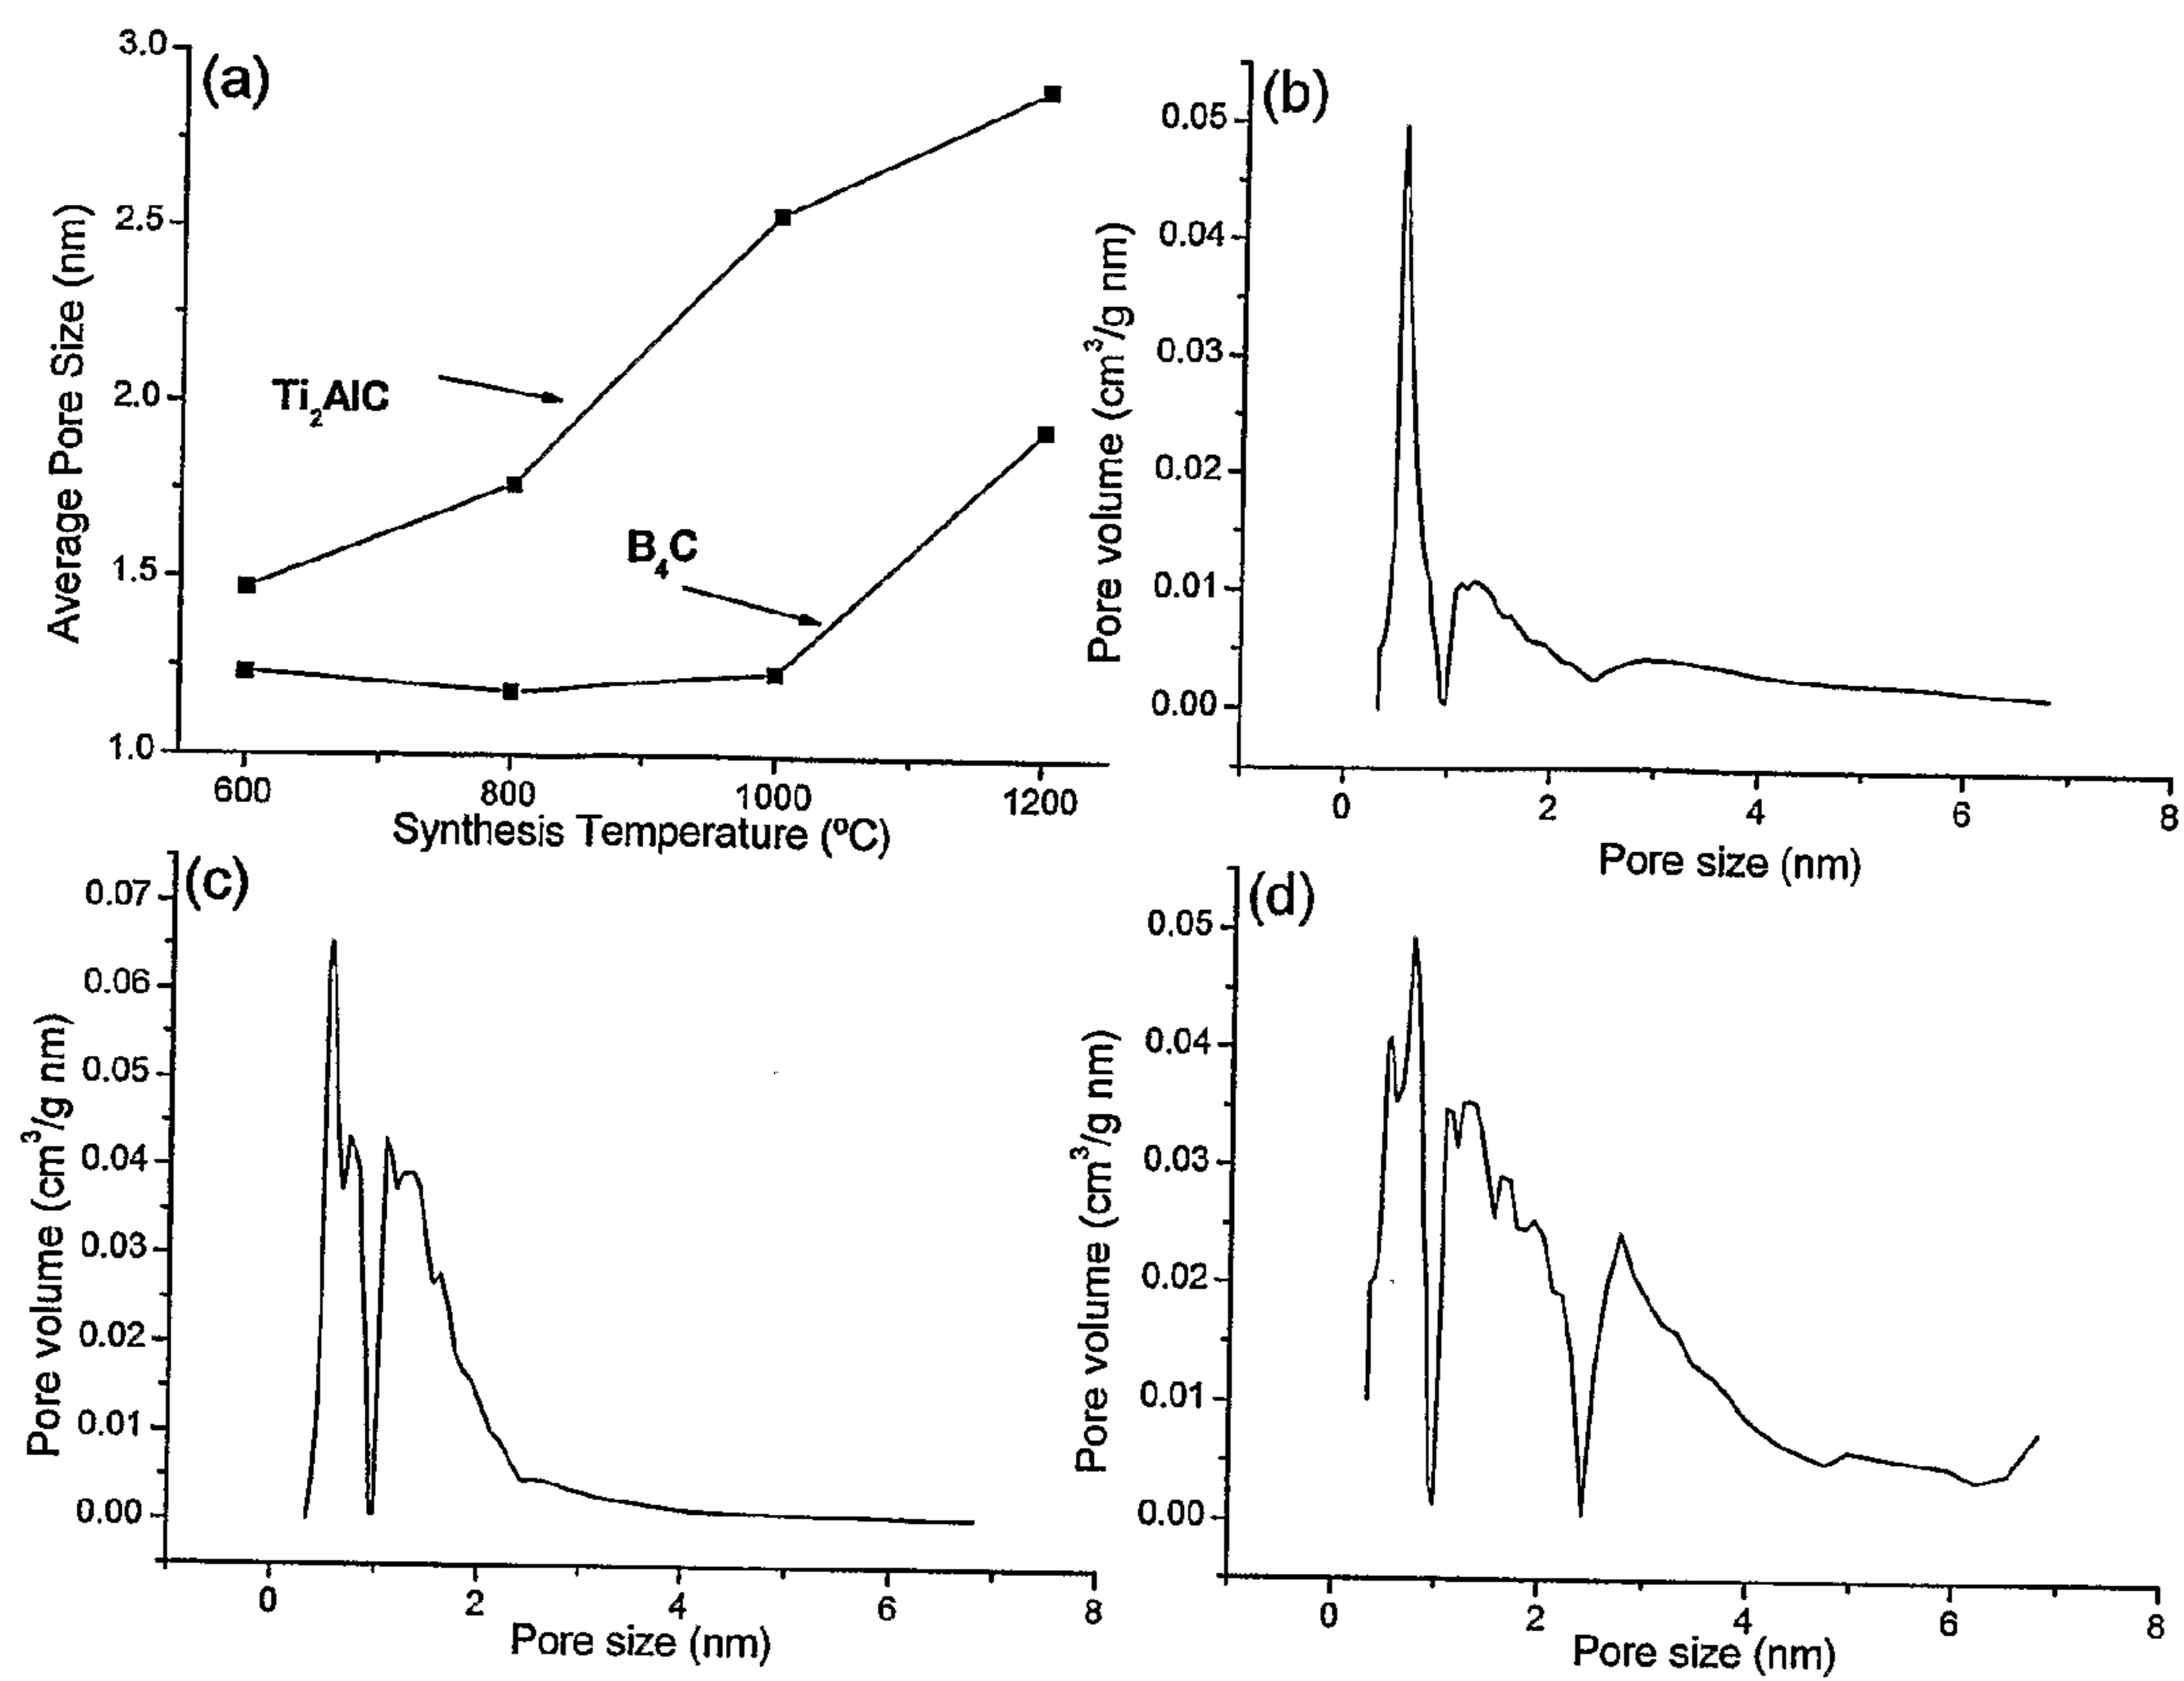 (a)
3.0
2.5
2.0
1.5
1.0
Average Pore Size (nm)
Ti₂AlC
B₄C
600 800 1000 1200
Synthesis Temperature (ºC)
(b)
0.05
0.04
0.03
0.02
0.01
0.00
Pore volume (cm³/g nm)
0 2 4 6 8
Pore size (nm)
(c)
0.07
0.06
0.05
0.04
0.03
0.02
0.01
0.00
Pore volume (cm³/g nm)
0 2 4 6 8
Pore size (nm)
(d)
0.05
0.04
0.03
0.02
0.01
0.00
Pore volume (cm³/g nm)
0 2 4 6 8
Pore size (nm)